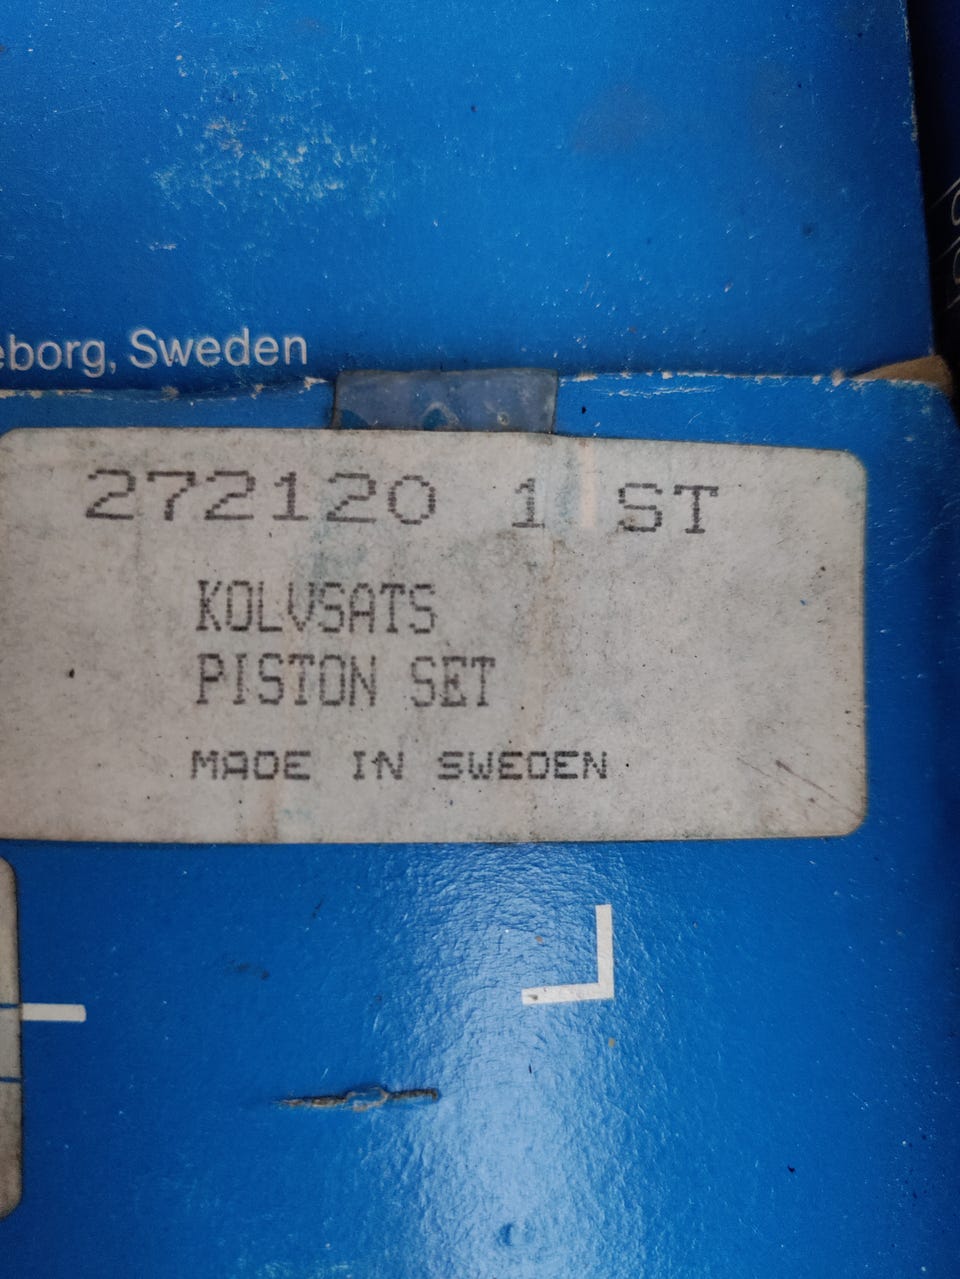 eborg, Sweden
272120 1 ST
KOLVSATS
PISTON SET
MADE IN SWEDEN